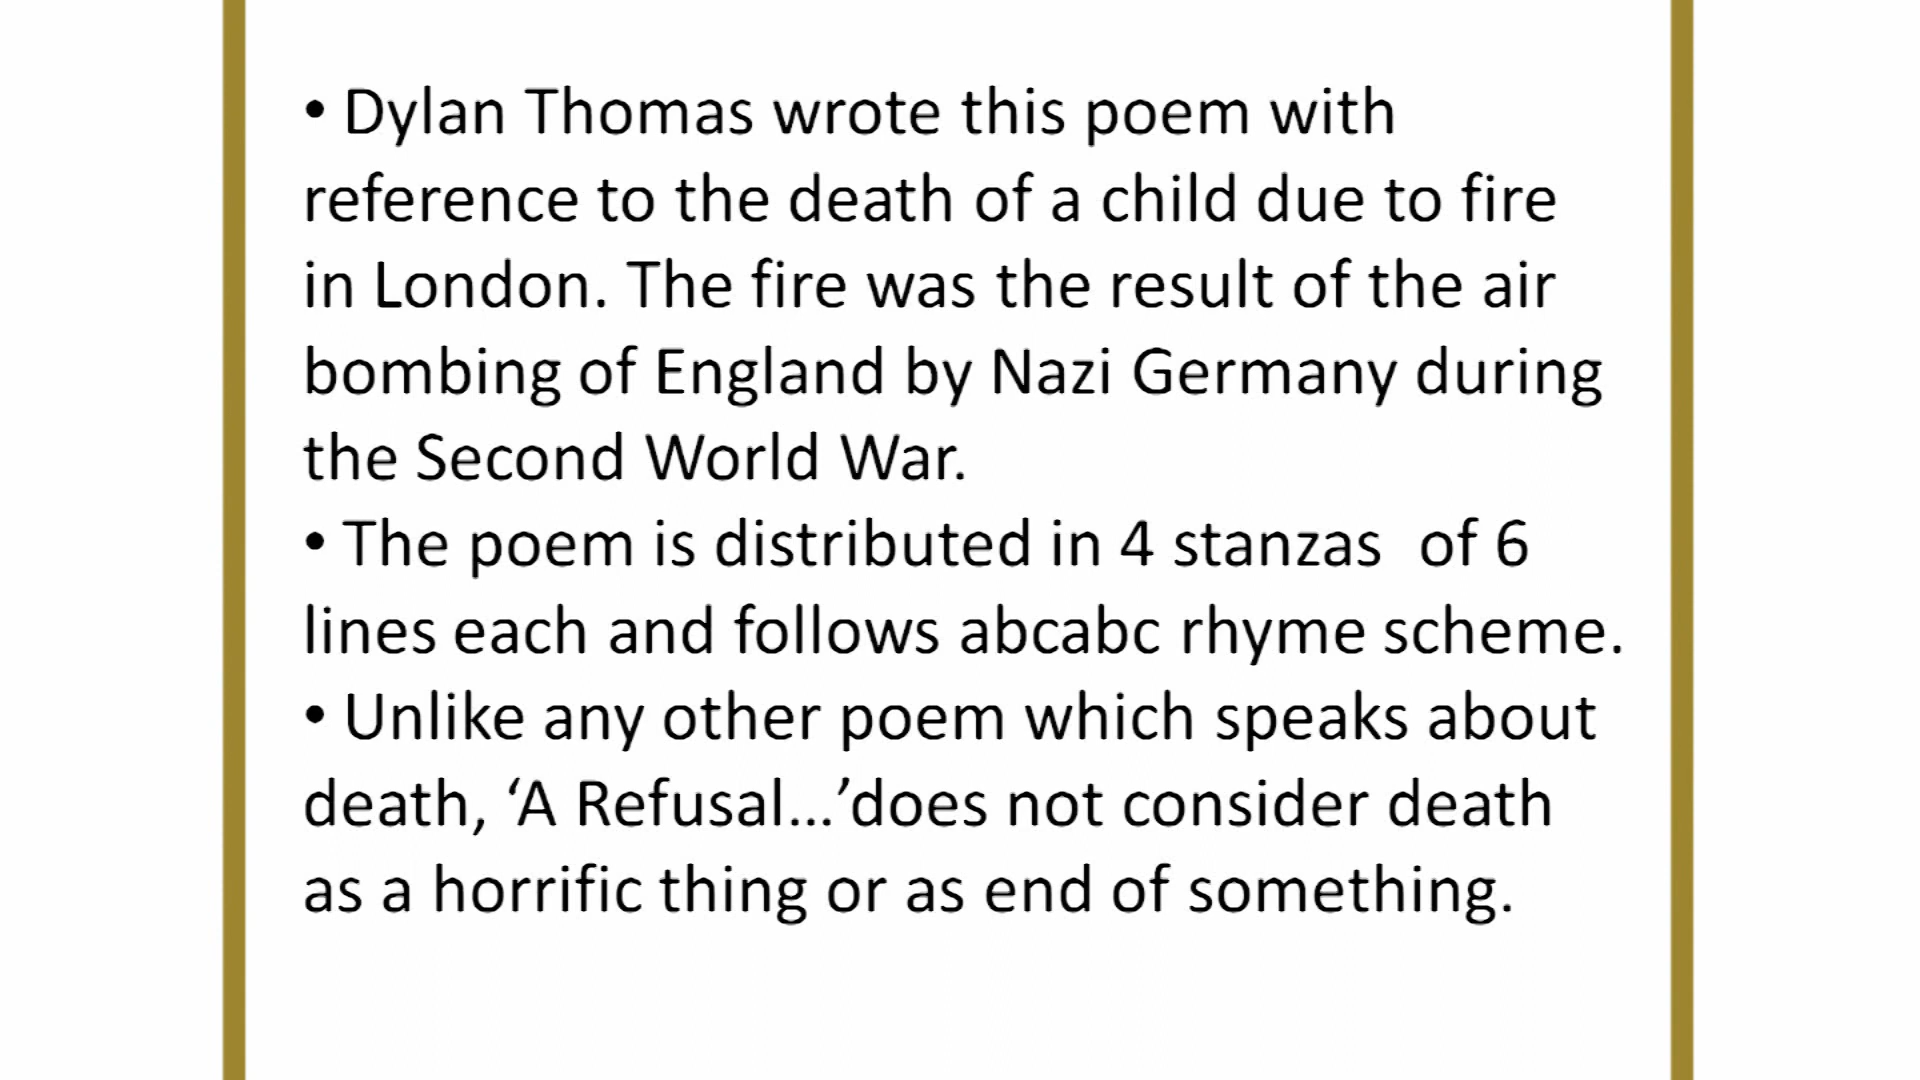 • Dylan Thomas wrote this poem with
reference to the death of a child due to fire
in London. The fire was the result of the air
bombing of England by Nazi Germany during
the Second World War.
• The poem is distributed in 4 stanzas  of 6
lines each and follows abcabc rhyme scheme.
• Unlike any other poem which speaks about
death, ‘A Refusal...’does not consider death
as a horrific thing or as end of something.